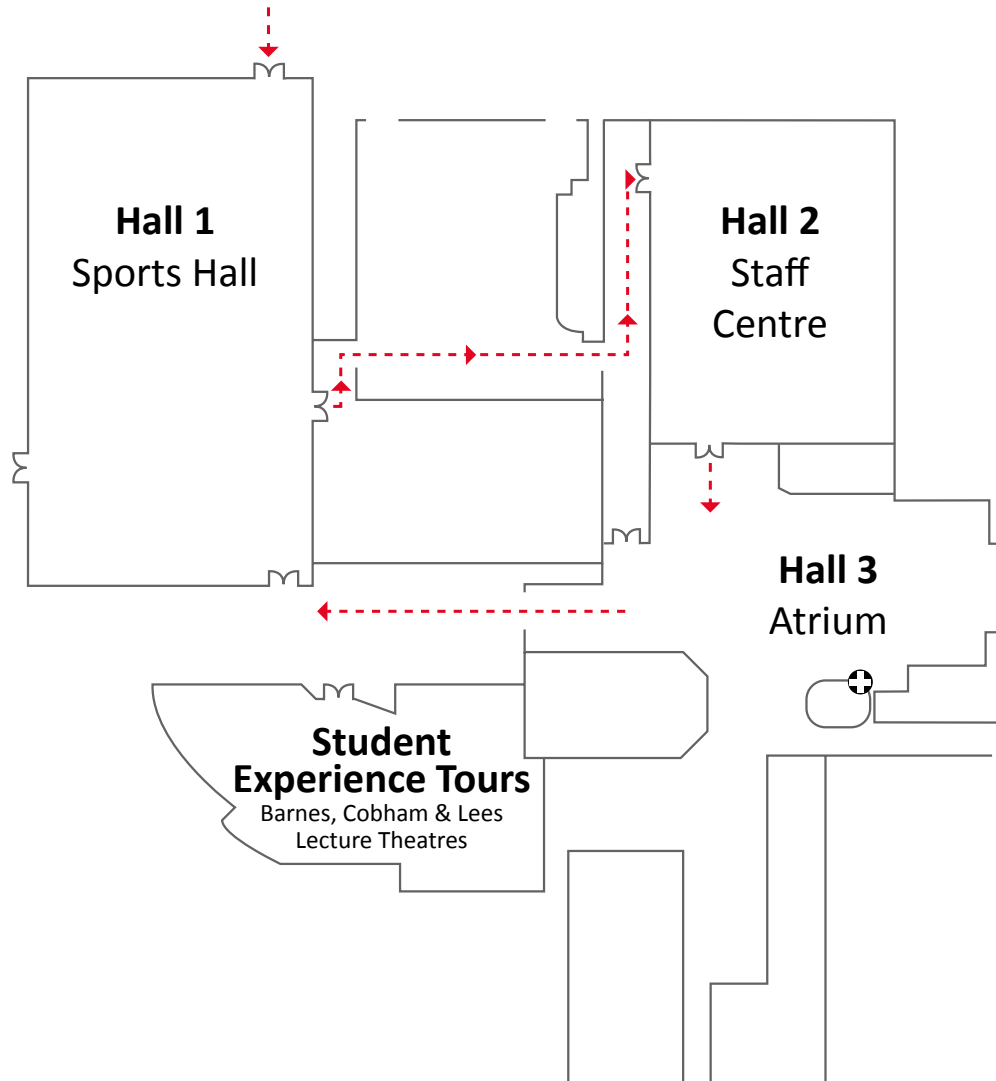 Hall 1
Sports Hall
Hall 2
Staff
Centre
Hall 3
Atrium
Student
Experience Tours
Barnes, Cobham & Lees
Lecture Theatres